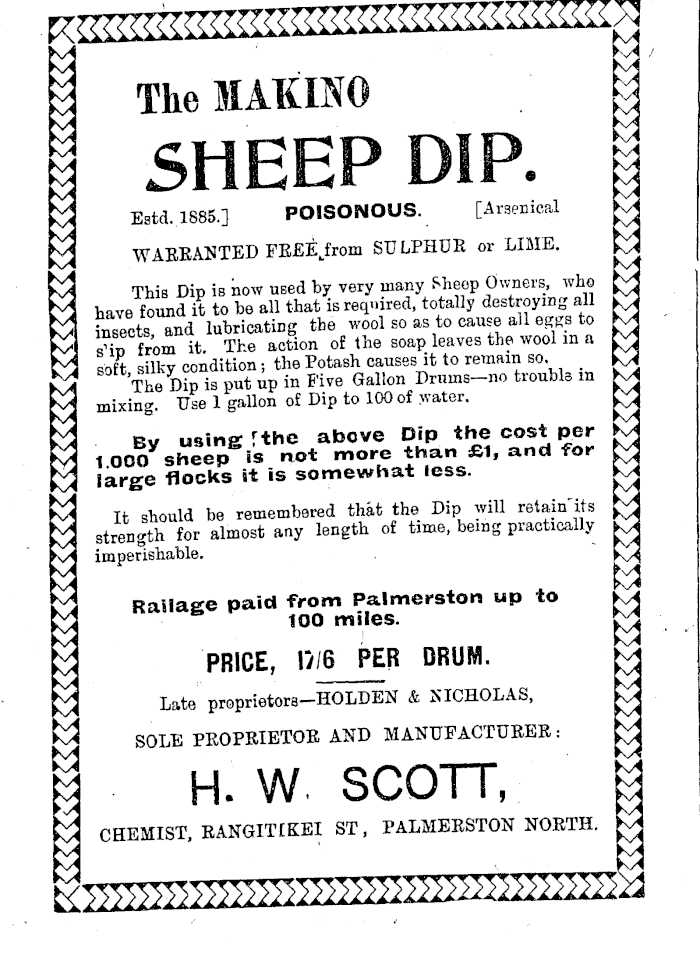 The MAKINO
SHEEP DIP.
Estd. 1885.] POISONOUS. [Arsenical
WARRANTED FREE from SULPHUR or LIME.
This Dip is now used by very many Sheep Owners, who
have found it to be all that is required, totally destroying all
insects, and lubricating the wool so as to cause all eggs to
s'ip from it. The action of the soap leaves the wool in a
soft, silky condition; the Potash causes it to remain so.
The Dip is put up in Five Gallon Drums—no trouble in
mixing. Use 1 gallon of Dip to 100 of water.
By using the above Dip the cost per
1.000 sheep is not more than £1, and for
large flocks it is somewhat less.
It should be remembered that the Dip will retain its
strength for almost any length of time, being practically
imperishable.
Railage paid from Palmerston up to
100 miles.
PRICE, 17/6 PER DRUM.
Late proprietors—HOLDEN & NICHOLAS,
SOLE PROPRIETOR AND MANUFACTURER:
H. W. SCOTT,
CHEMIST, RANGITIKEI ST, PALMERSTON NORTH.